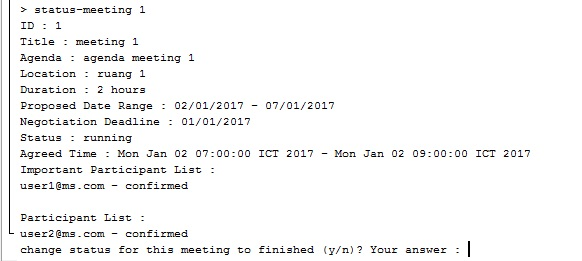 > status-meeting 1
ID : 1
Title : meeting 1
Agenda : agenda meeting 1
Location : ruang 1
Duration : 2 hours
Proposed Date Range : 02/01/2017 - 07/01/2017
Negotiation Deadline : 01/01/2017
Status : running
Agreed Time : Mon Jan 02 07:00:00 ICT 2017 - Mon Jan 02 09:00:00 ICT 2017
Important Participant List :
user1@ms.com - confirmed
Participant List :
user2@ms.com - confirmed
change status for this meeting to finished (y/n)? Your answer :